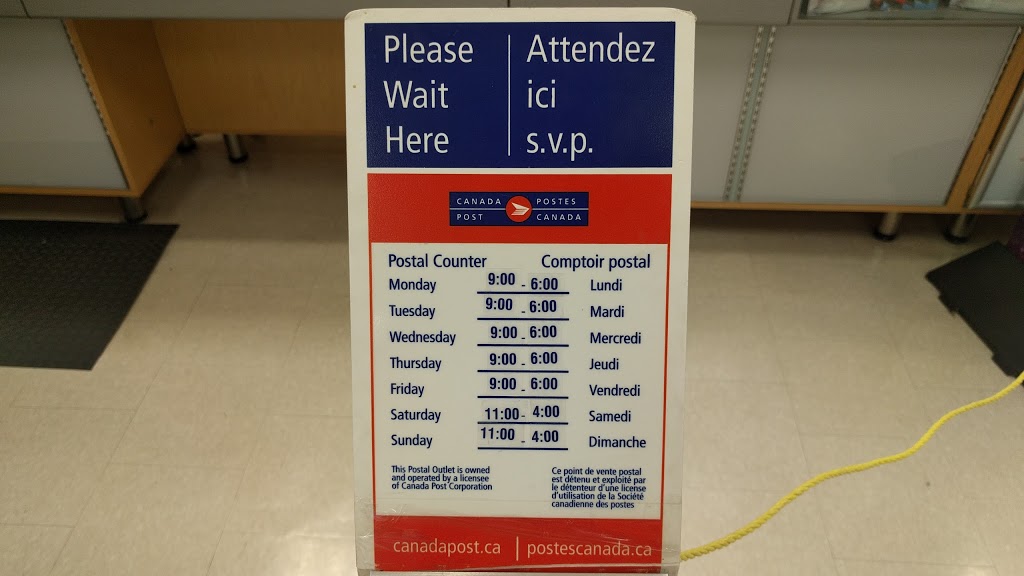 Please
Wait
Here
Attendez
ici
s.v.p.
CANADA POSTES
POST CANADA
Postal Counter Comptoir postal
Monday 9:00 - 6:00 Lundi
Tuesday 9:00 - 6:00 Mardi
Wednesday 9:00 - 6:00 Mercredi
Thursday 9:00 - 6:00 Jeudi
Friday 9:00 - 6:00 Vendredi
Saturday 11:00 - 4:00 Samedi
Sunday 11:00 - 4:00 Dimanche
This Postal Outlet is owned
and operated by a licensee
of Canada Post Corporation
Ce point de vente postal
est détenu et exploité par
le détenteur d'une license
d'utilisation de la Société
canadienne des postes
canadapost.ca | postescanada.ca